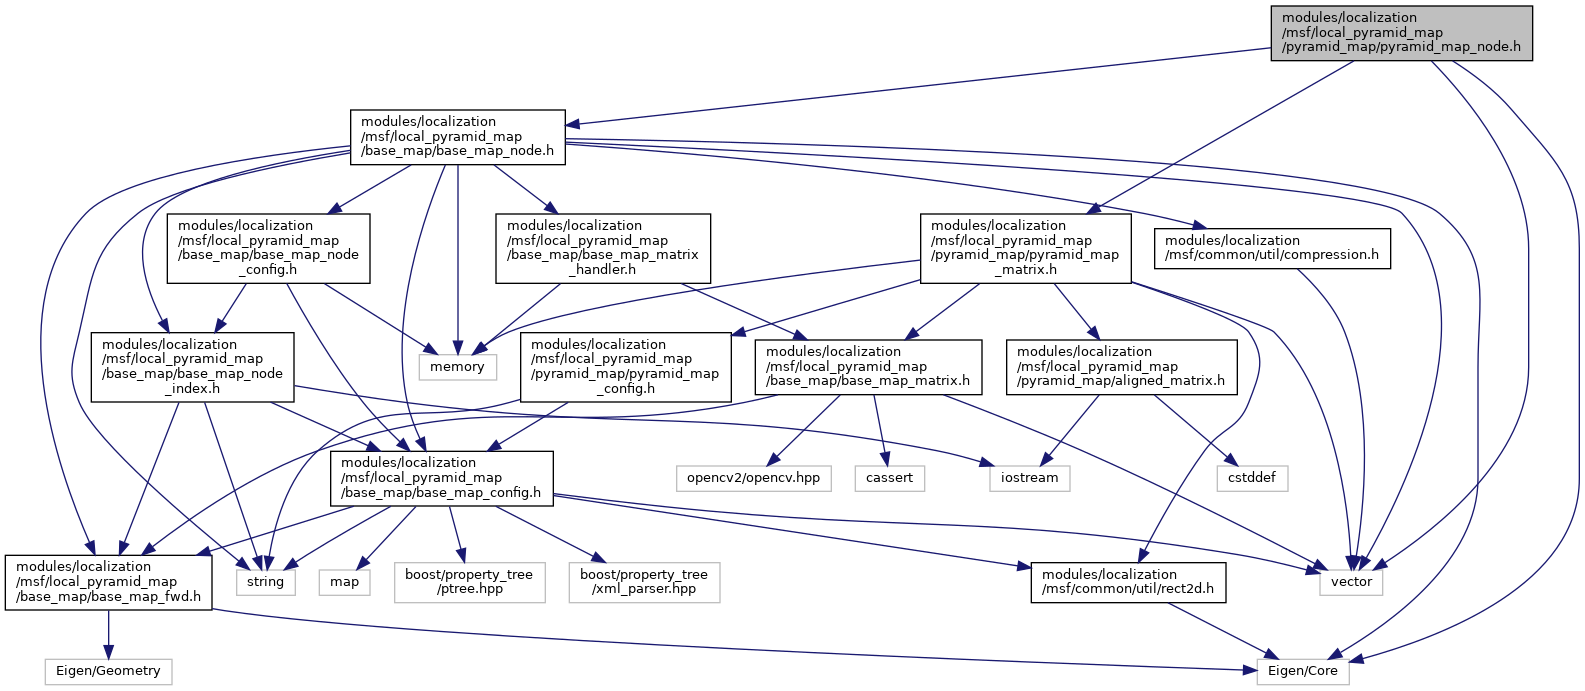 modules/localization
/msf/local_pyramid_map
/pyramid_map/pyramid_map_node.h
modules/localization
/msf/local_pyramid_map
/base_map/base_map_node.h
modules/localization
/msf/local_pyramid_map
/base_map/base_map_node
_config.h
modules/localization
/msf/local_pyramid_map
/base_map/base_map_matrix
_handler.h
modules/localization
/msf/local_pyramid_map
/pyramid_map/pyramid_map
_matrix.h
modules/localization
/msf/common/util/compression.h
modules/localization
/msf/local_pyramid_map
/base_map/base_map_node
_index.h
memory
modules/localization
/msf/local_pyramid_map
/pyramid_map/pyramid_map
_config.h
modules/localization
/msf/local_pyramid_map
/base_map/base_map_matrix.h
modules/localization
/msf/local_pyramid_map
/pyramid_map/aligned_matrix.h
modules/localization
/msf/local_pyramid_map
/base_map/base_map_config.h
opencv2/opencv.hpp
cassert
iostream
cstddef
modules/localization
/msf/local_pyramid_map
/base_map/base_map_fwd.h
string
map
boost/property_tree
/ptree.hpp
boost/property_tree
/xml_parser.hpp
modules/localization
/msf/common/util/rect2d.h
vector
Eigen/Geometry
Eigen/Core